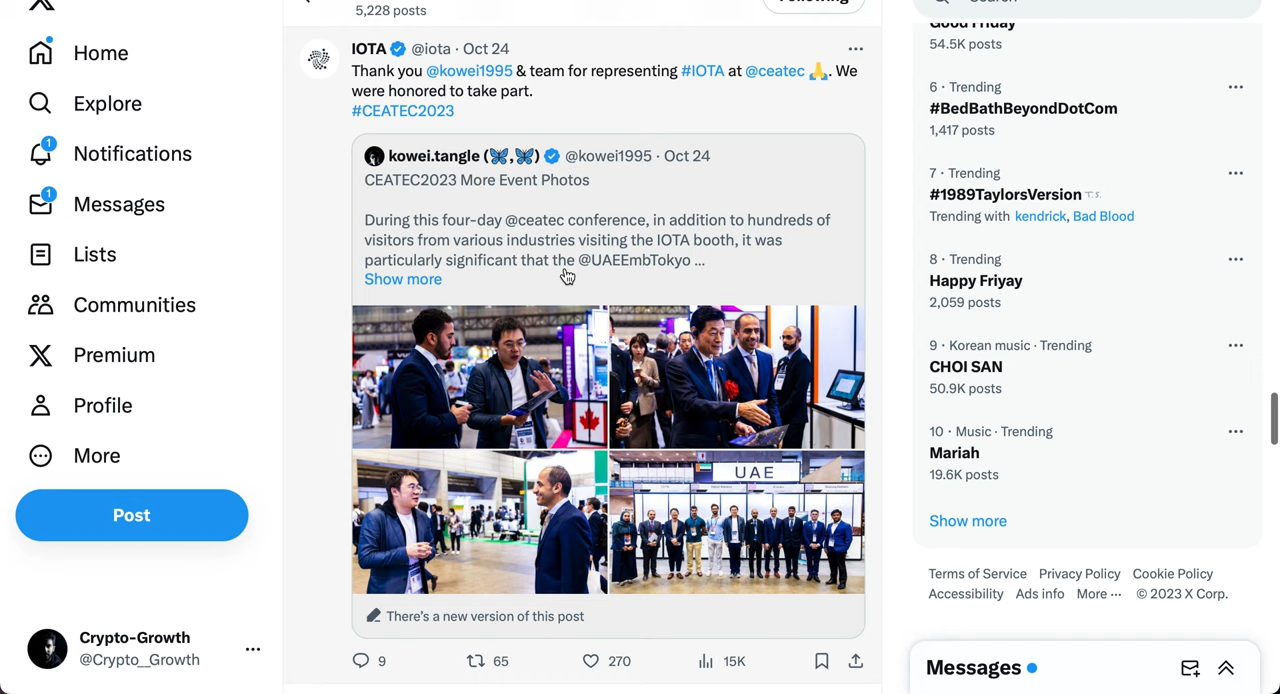 Home
Explore
1
Notifications
1
Messages
Lists
Communities
Premium
Profile
More
Post
Crypto-Growth
@Crypto__Growth
5,228 posts
IOTA @iota · Oct 24
Thank you @kowei1995 & team for representing #IOTA at @ceatec 🙏. We
were honored to take part.
#CEATEC2023
kowei.tangle (🦋,🦋) @kowei1995 · Oct 24
CEATEC2023 More Event Photos
During this four-day @ceatec conference, in addition to hundreds of
visitors from various industries visiting the IOTA booth, it was
particularly significant that the @UAEEmbTokyo ...
Show more
UAE
There's a new version of this post
9
65
270
15K
Good Friday
54.5K posts
6 · Trending
#BedBathBeyondDotCom
1,417 posts
7 · Trending
#1989TaylorsVersion
Trending with kendrick, Bad Blood
8 · Trending
Happy Friyay
2,059 posts
9 · Korean music · Trending
CHOI SAN
50.9K posts
10 · Music · Trending
Mariah
19.6K posts
Show more
Terms of Service Privacy Policy Cookie Policy
Accessibility Ads info More ··· © 2023 X Corp.
Messages